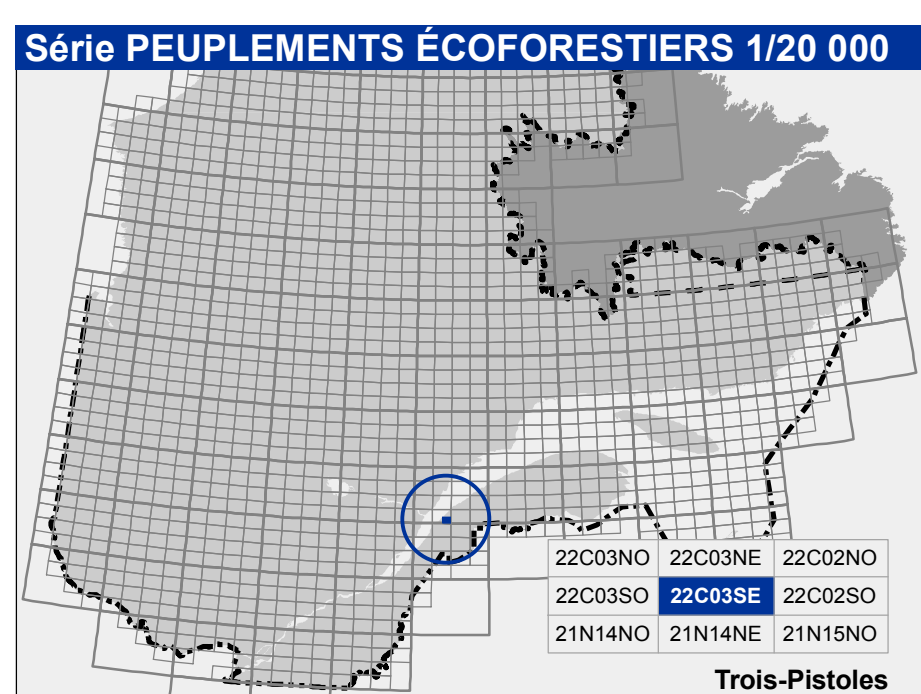 Série PEUPLEMENTS ÉCOFORESTIERS 1/20 000
22C03NO 22C03NE 22C02NO
22C03SO 22C03SE 22C02SO
21N14NO 21N14NE 21N15NO
Trois-Pistoles